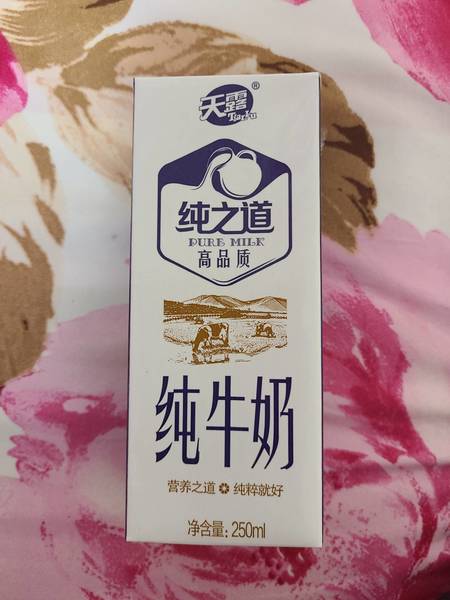 天露®
TianLu
纯之道
PURE MILK
高品质
纯牛奶
营养之道 纯粹就好
净含量: 250ml